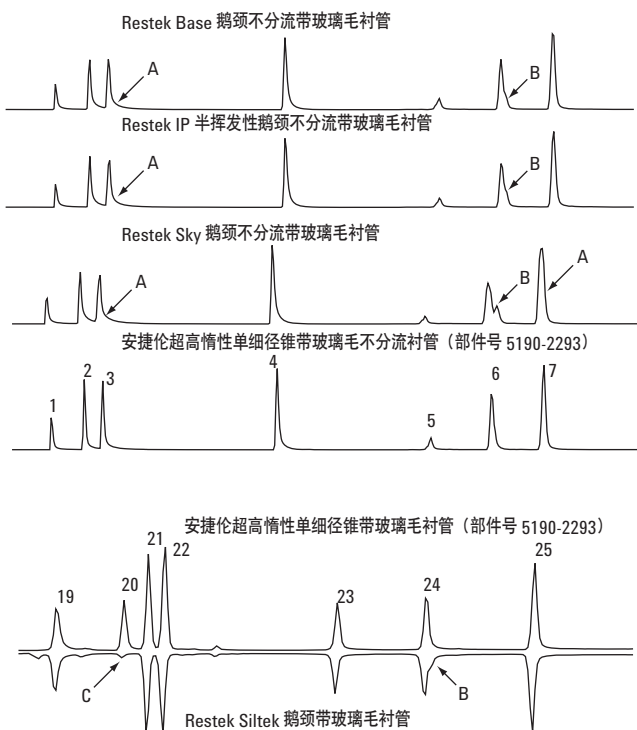 Restek Base 鹅颈不分流带玻璃毛衬管
A
B
Restek IP 半挥发性鹅颈不分流带玻璃毛衬管
A
B
Restek Sky 鹅颈不分流带玻璃毛衬管
A
B
A
安捷伦超高惰性单细径锥带玻璃毛不分流衬管（部件号 5190-2293）
1
2
3
4
5
6
7
安捷伦超高惰性单细径锥带玻璃毛衬管（部件号 5190-2293）
19
20
21
22
23
24
25
C
B
Restek Siltek 鹅颈带玻璃毛衬管